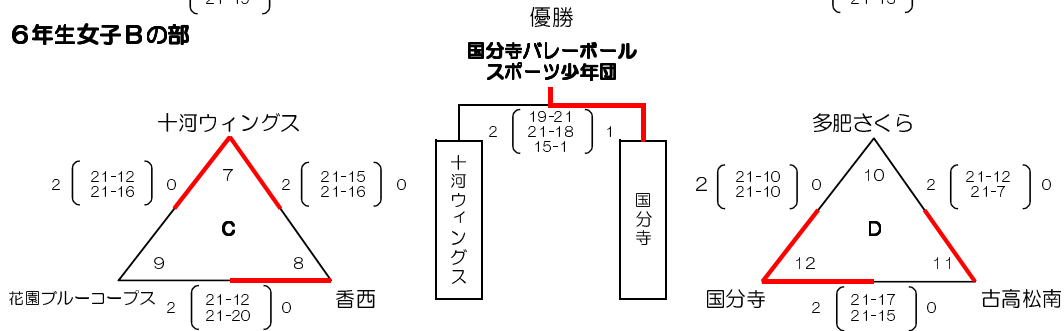 6年生女子Bの部
優勝
国分寺バレーボール
スポーツ少年団
十河ウィングス
2 19-21 1
21-18
15-1
十河ウィングス
国分寺
2 21-12 0
21-16
7
2 21-15 0
21-16
C
9
8
花園ブルーコープス
2 21-12 0
21-20
香西
多肥さくら
2 21-10 0
21-10
10
2 21-12 0
21-7
D
12
11
国分寺
2 21-17 0
21-15
古高松南